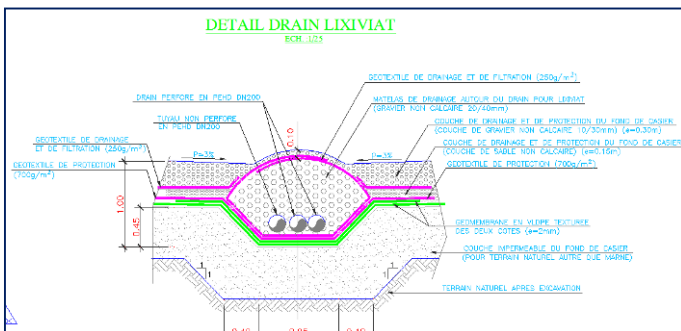 DETAIL DRAIN LIXIVIAT
ECH. 1/25
GEOTEXTILE DE DRAINAGE ET DE FILTRATION (250g/m²)
DRAIN PERFORE EN PEHD DN200
MATELAS DE DRAINAGE AUTOUR DU DRAIN POUR LIXIVIAT
(GRAVIER NON CALCAIRE 20/40mm)
TUYAU NON PERFORE
EN PEHD DN200
COUCHE DE DRAINAGE ET DE PROTECTION DU FOND DE CASIER
(COUCHE DE GRAVIER NON CALCAIRE 10/30mm) (e=0.30m)
GEOTEXTILE DE DRAINAGE
ET DE FILTRATION (250g/m²)
COUCHE DE DRAINAGE ET DE PROTECTION DU FOND DE CASIER
(COUCHE DE SABLE NON CALCAIRE) (e=0.16m)
GEOTEXTILE DE PROTECTION
(700g/m²)
GEOTEXTILE DE PROTECTION (700g/m²)
0.10
P=3%
P=3%
1.00
0.45
GEOMEMBRANE EN VLDPE TEXTUREE
DES DEUX COTES (e=2mm)
COUCHE IMPERMEABLE DU FOND DE CASIER
(POUR TERRAIN NATUREL AUTRE QUE MARNE)
1
1
1
1
TERRAIN NATUREL APRES EXCAVATION